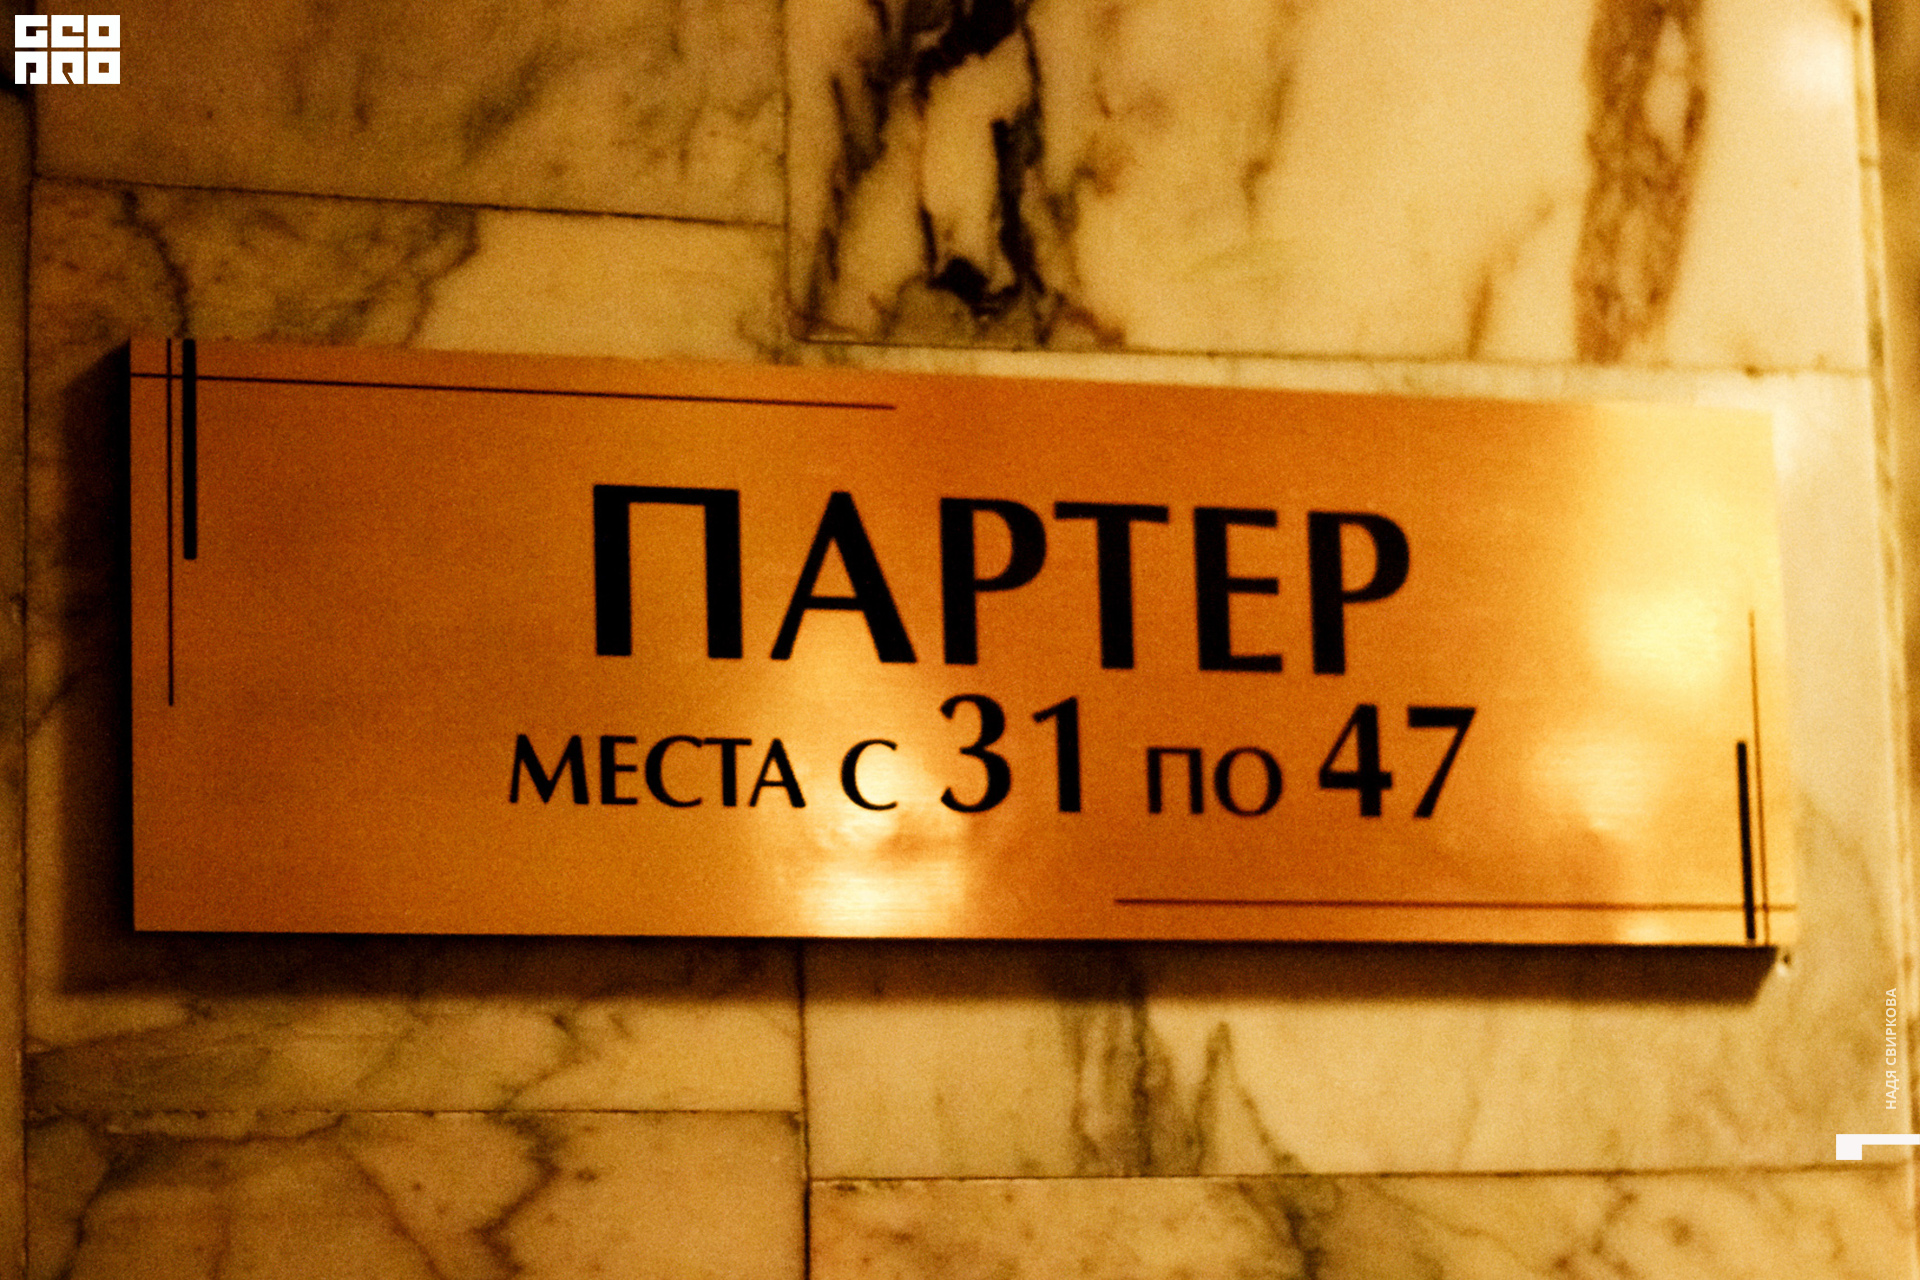 GEO
PRO
ПАРТЕР
МЕСТА С 31 ПО 47
НАДЯ СВИРКОВА